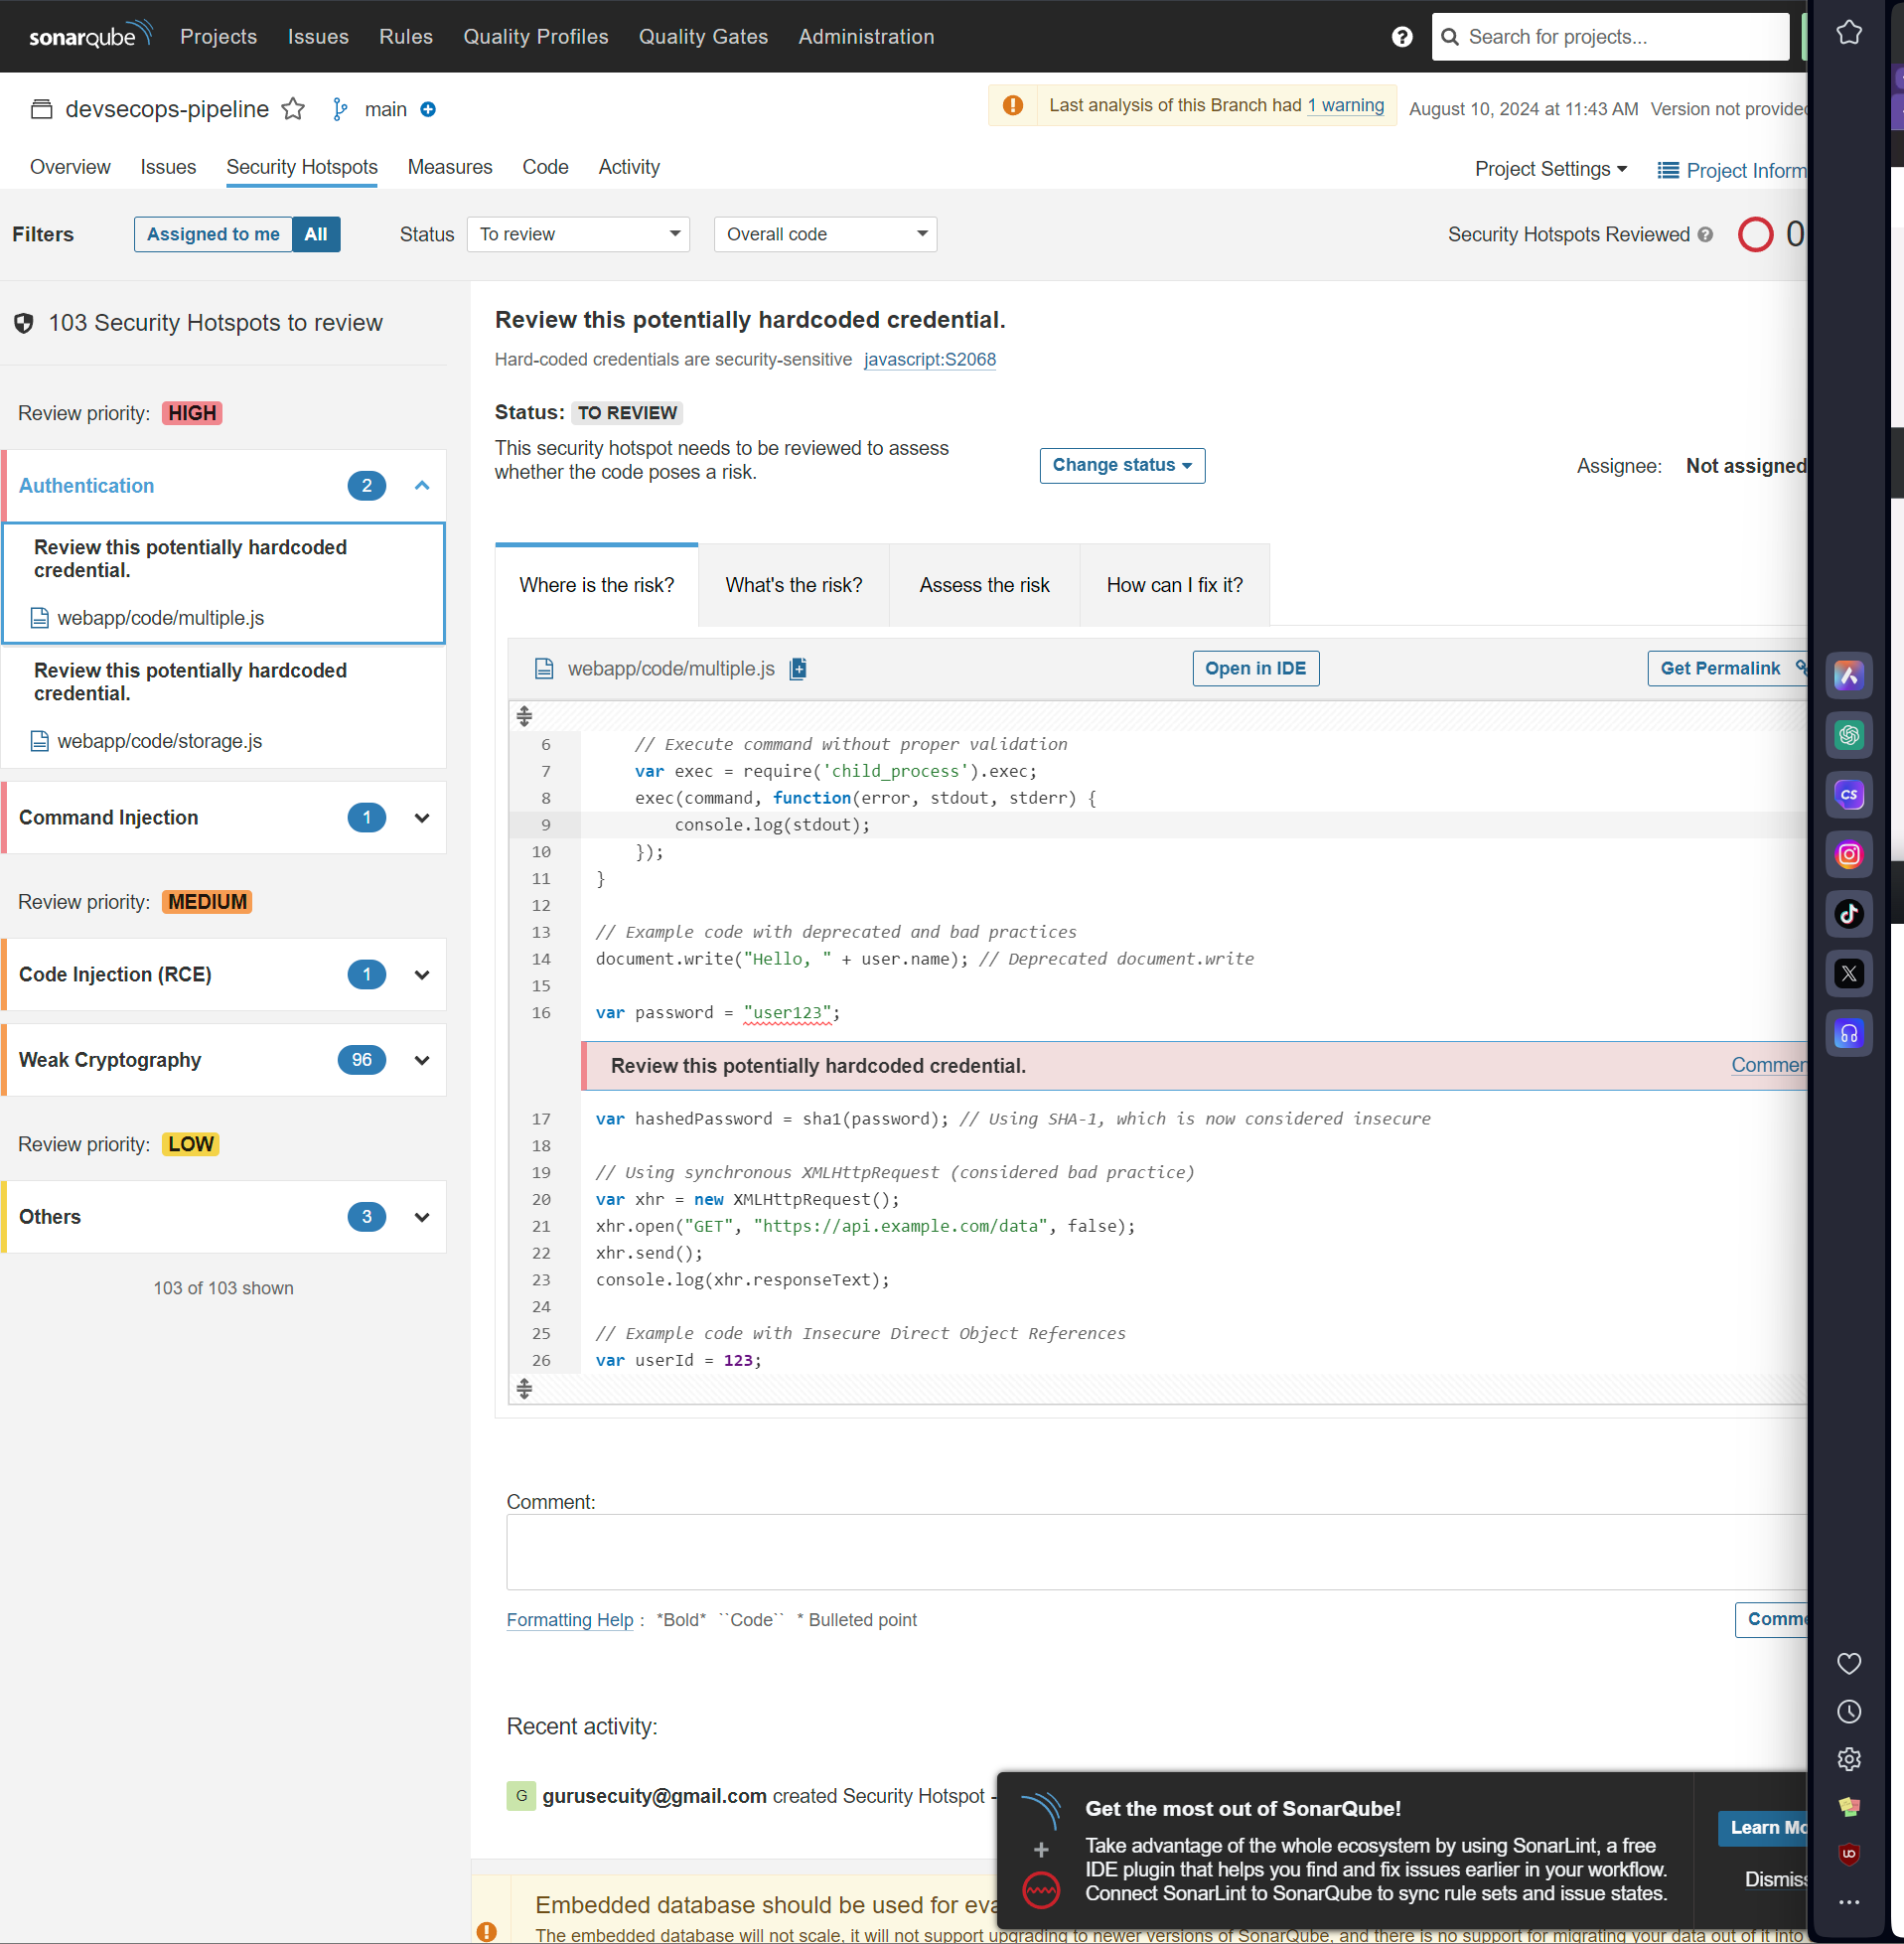 sonarqube Projects Issues Rules Quality Profiles Quality Gates Administration ? Search for projects...
devsecops-pipeline main Last analysis of this Branch had 1 warning August 10, 2024 at 11:43 AM Version not provided
Overview Issues Security Hotspots Measures Code Activity Project Settings Project Inform
Filters Assigned to me All Status To review Overall code Security Hotspots Reviewed ? 0
103 Security Hotspots to review
Review priority: HIGH
Authentication 2
Review this potentially hardcoded
credential.
webapp/code/multiple.js
Review this potentially hardcoded
credential.
webapp/code/storage.js
Command Injection 1
Review priority: MEDIUM
Code Injection (RCE) 1
Weak Cryptography 96
Review priority: LOW
Others 3
103 of 103 shown
Review this potentially hardcoded credential.
Hard-coded credentials are security-sensitive javascript:S2068
Status: TO REVIEW
This security hotspot needs to be reviewed to assess
whether the code poses a risk.
Change status
Assignee: Not assigned
Where is the risk? What's the risk? Assess the risk How can I fix it?
webapp/code/multiple.js Open in IDE Get Permalink
6 // Execute command without proper validation
7 var exec = require('child_process').exec;
8 exec(command, function(error, stdout, stderr) {
9 console.log(stdout);
10 });
11 }
12
13 // Example code with deprecated and bad practices
14 document.write("Hello, " + user.name); // Deprecated document.write
15
16 var password = "user123";
Review this potentially hardcoded credential. Commen
17 var hashedPassword = sha1(password); // Using SHA-1, which is now considered insecure
18
19 // Using synchronous XMLHttpRequest (considered bad practice)
20 var xhr = new XMLHttpRequest();
21 xhr.open("GET", "https://api.example.com/data", false);
22 xhr.send();
23 console.log(xhr.responseText);
24
25 // Example code with Insecure Direct Object References
26 var userId = 123;
Comment:
Formatting Help : *Bold* ``Code`` * Bulleted point
Comme
Recent activity:
G gurusecuity@gmail.com created Security Hotspot -
Get the most out of SonarQube!
Take advantage of the whole ecosystem by using SonarLint, a free
IDE plugin that helps you find and fix issues earlier in your workflow.
Connect SonarLint to SonarQube to sync rule sets and issue states.
Learn Mo
Dismiss
Embedded database should be used for eva
The embedded database will not scale, it will not support upgrading to newer versions of SonarQube, and there is no support for migrating your data out of it into
CS